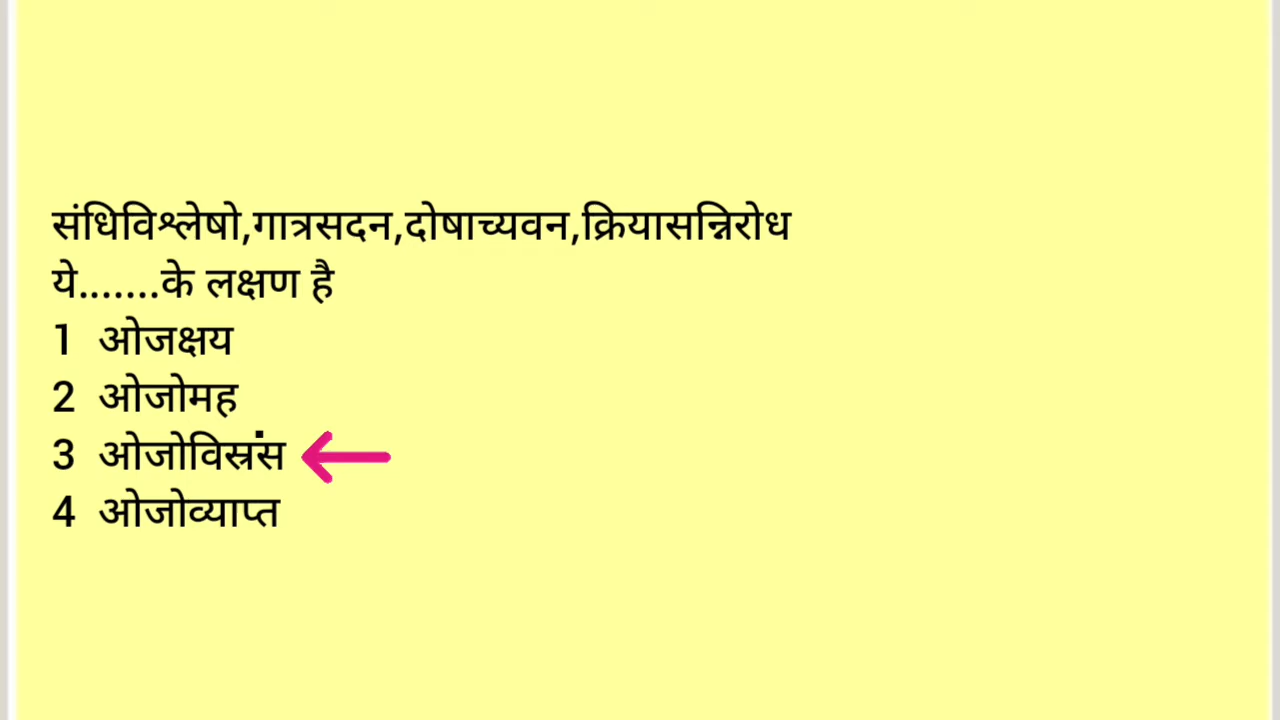 संधिविश्लेषो,गात्रसदन,दोषाच्यवन,क्रियासन्निरोध
ये.......के लक्षण है
1 ओजक्षय
2 ओजोमह
3 ओजोविस्रंस
4 ओजोव्याप्त